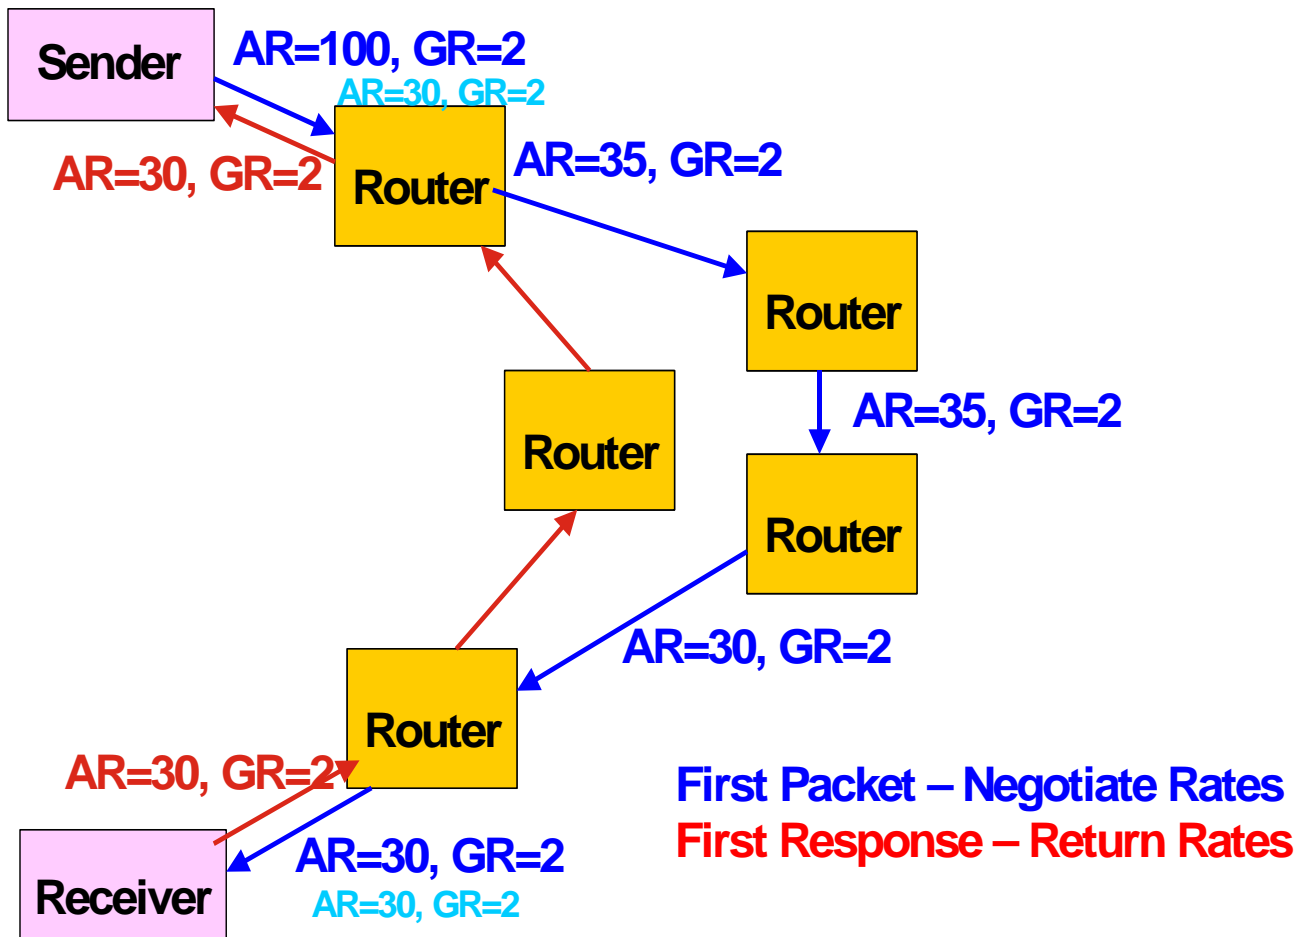 Sender
AR=100, GR=2
AR=30, GR=2
AR=30, GR=2
Router
AR=35, GR=2
Router
AR=35, GR=2
Router
Router
AR=30, GR=2
Router
AR=30, GR=2
First Packet – Negotiate Rates
First Response – Return Rates
AR=30, GR=2
Receiver
AR=30, GR=2